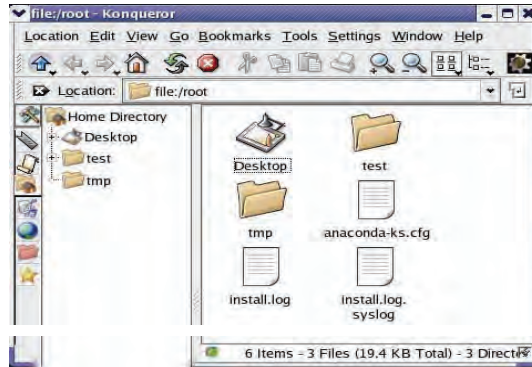 file:/root - Konqueror
Location Edit View Go Bookmarks Tools Settings Window Help
Location: file:/root
Home Directory
Desktop
test
tmp
Desktop
test
tmp
anaconda-ks.cfg
install.log
install.log.
syslog
6 Items - 3 Files (19.4 KB Total) - 3 Direct